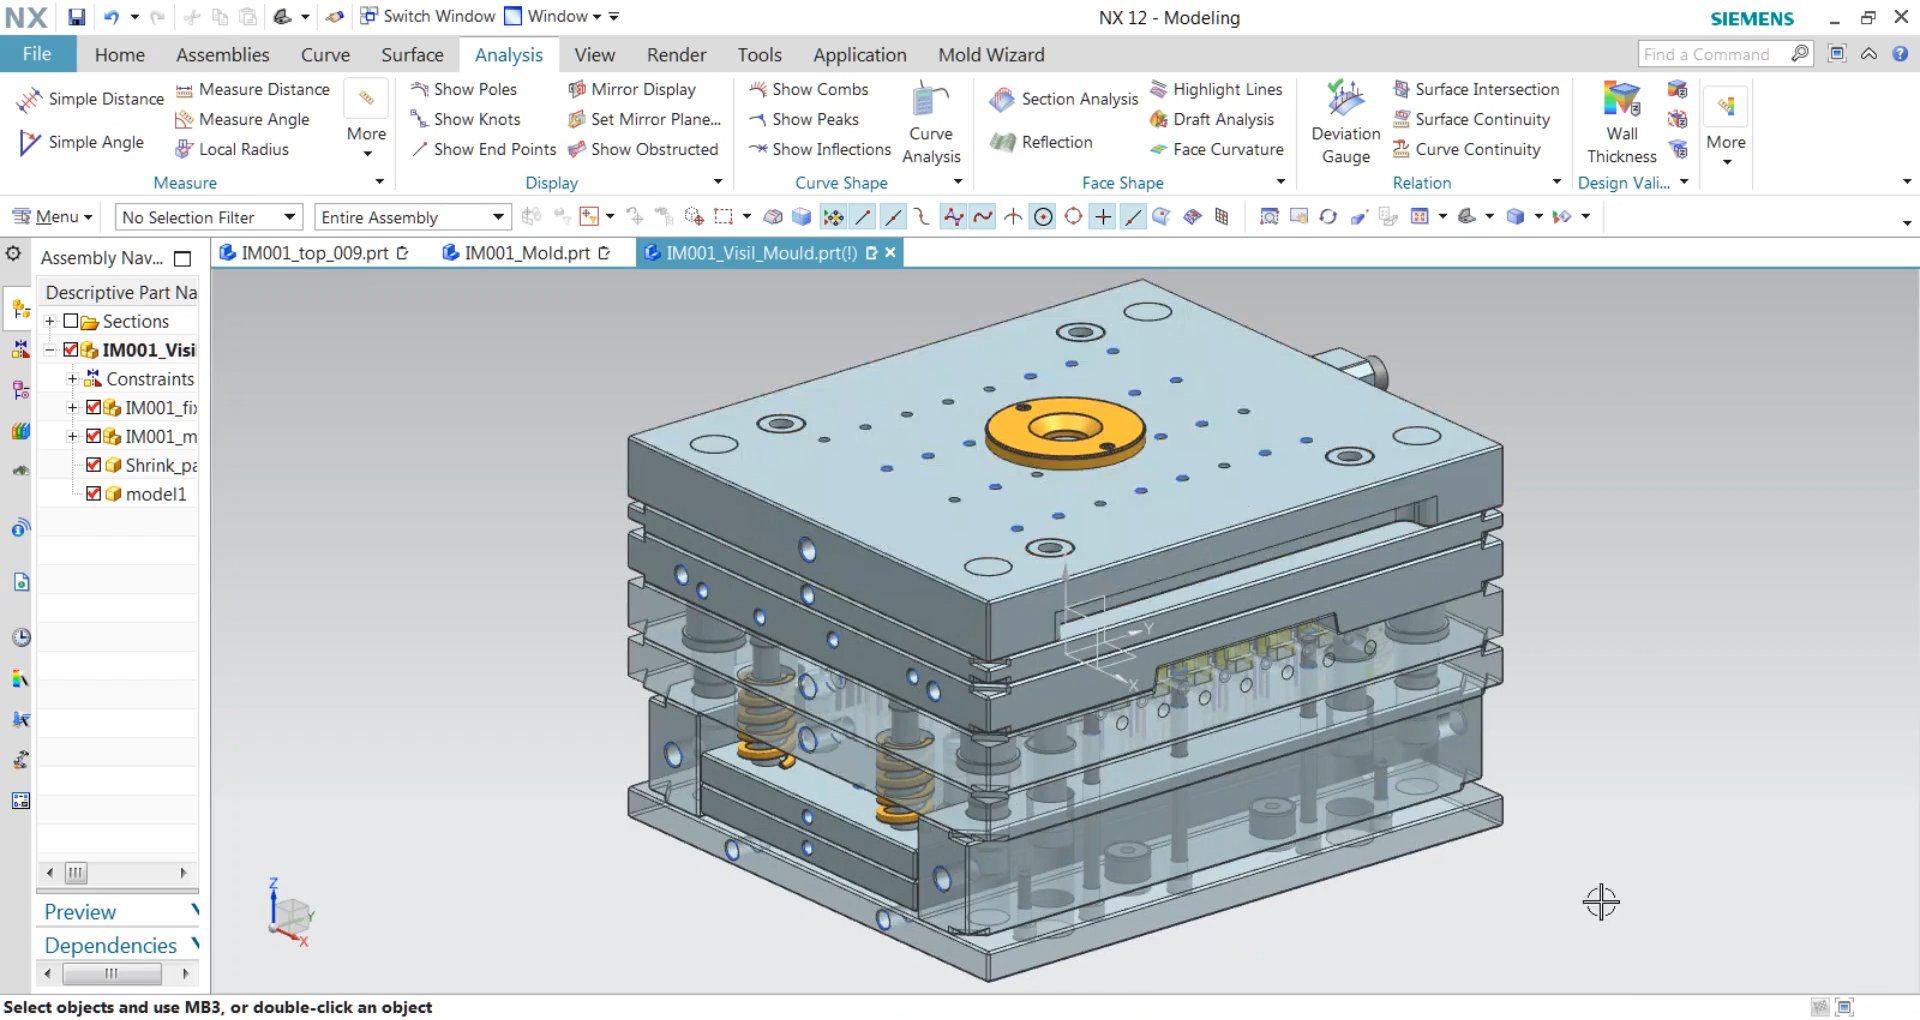 NX Switch Window Window NX 12 - Modeling SIEMENS
File Home Assemblies Curve Surface Analysis View Render Tools Application Mold Wizard Find a Command
Simple Distance
Simple Angle
Measure Distance
Measure Angle
Local Radius
More
Measure
Show Poles
Show Knots
Show End Points
Mirror Display
Set Mirror Plane...
Show Obstructed
Display
Show Combs
Show Peaks
Show Inflections
Curve
Analysis
Curve Shape
Section Analysis
Reflection
Highlight Lines
Draft Analysis
Face Curvature
Face Shape
Deviation
Gauge
Surface Intersection
Surface Continuity
Curve Continuity
Relation
Wall
Thickness
Design Vali...
More
Menu No Selection Filter Entire Assembly
Assembly Nav...
IM001_top_009.prt IM001_Mold.prt IM001_Visil_Mould.prt(!)
Descriptive Part Na
Sections
IM001_Visi
Constraints
IM001_fi
IM001_m
Shrink_pa
model1
Preview
Dependencies
Y
X
Z
Y
X
Select objects and use MB3, or double-click an object